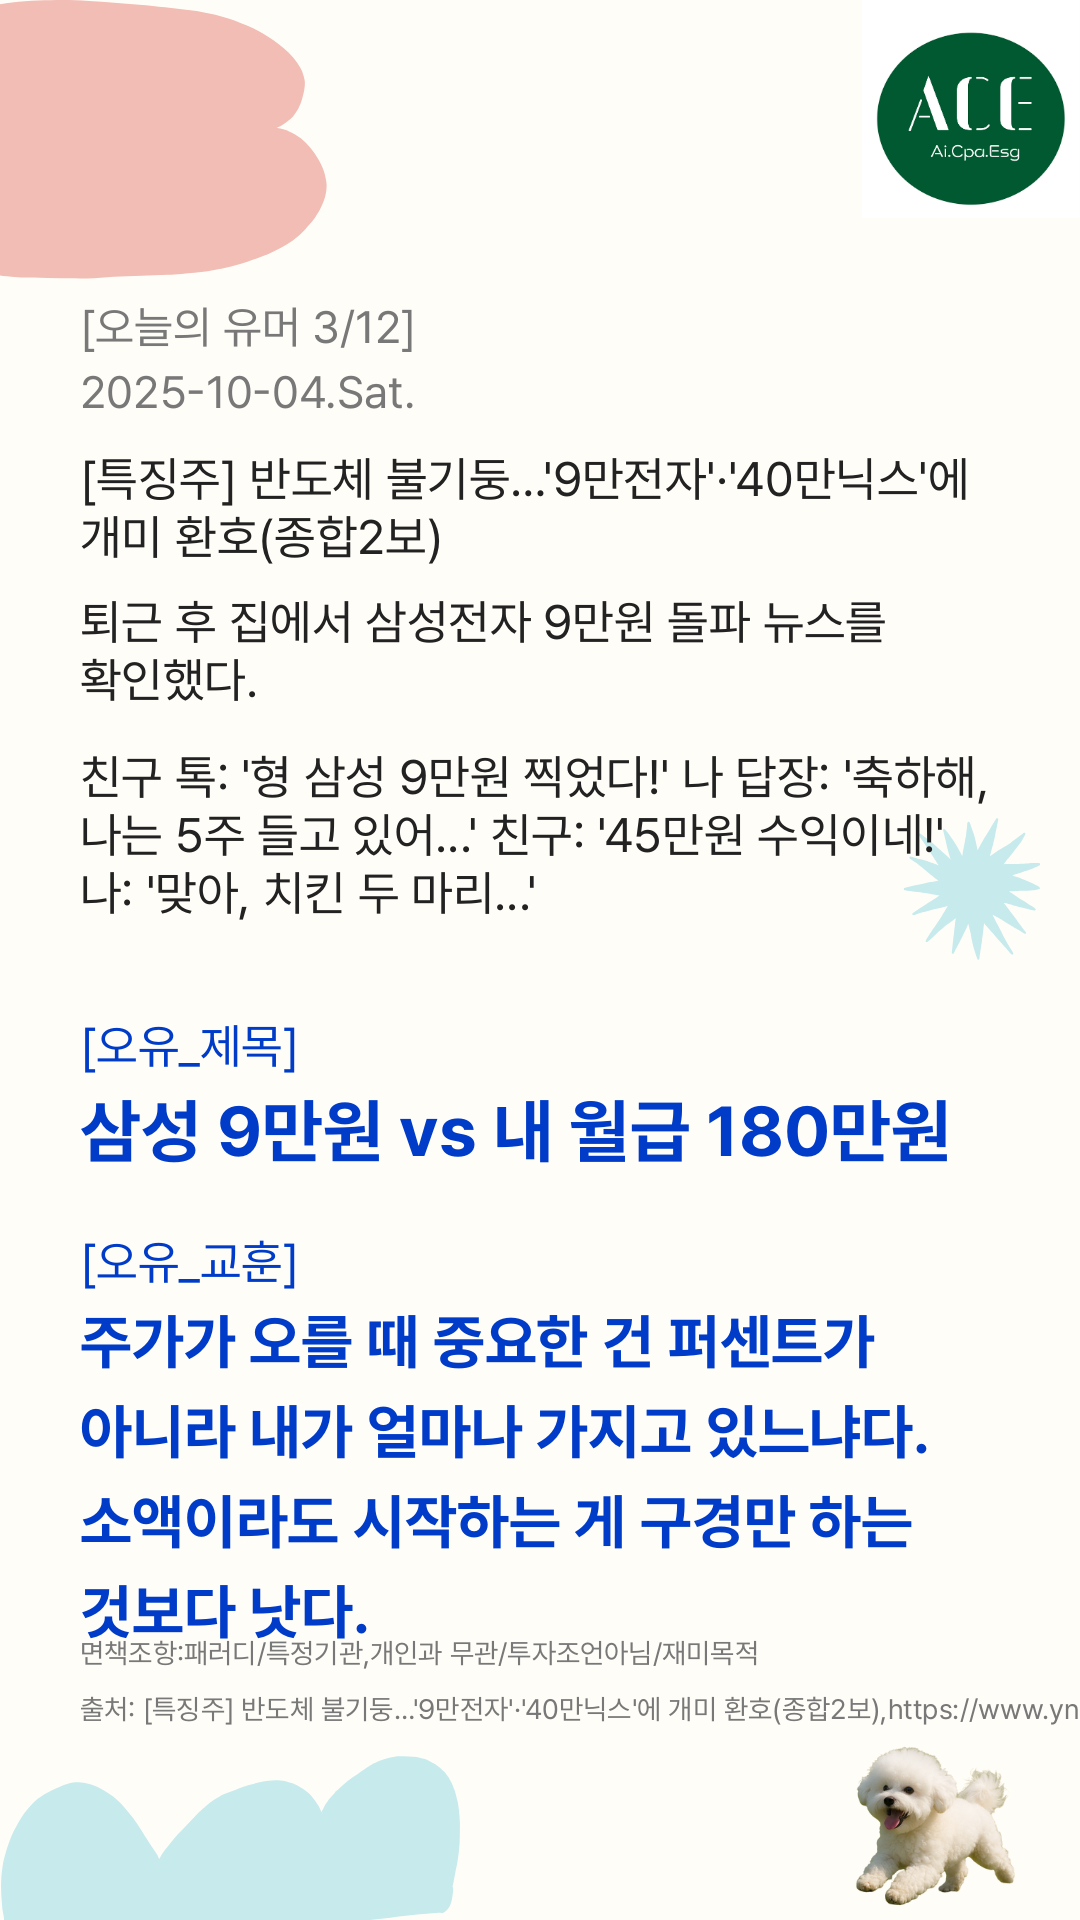 ACE
Ai.Cpa.Esg
[오늘의 유머 3/12]
2025-10-04.Sat.
[특징주] 반도체 불기둥...'9만전자'·'40만닉스'에
개미 환호(종합2보)
퇴근 후 집에서 삼성전자 9만원 돌파 뉴스를
확인했다.
친구 톡: '형 삼성 9만원 찍었다!' 나 답장: '축하해,
나는 5주 들고 있어...' 친구: '45만원 수익이네!'
나: '맞아, 치킨 두 마리...'
[오유_제목]
삼성 9만원 vs 내 월급 180만원
[오유_교훈]
주가가 오를 때 중요한 건 퍼센트가
아니라 내가 얼마나 가지고 있느냐다.
소액이라도 시작하는 게 구경만 하는
것보다 낫다.
면책조항:패러디/특정기관,개인과 무관/투자조언아님/재미목적
출처: [특징주] 반도체 불기둥...'9만전자'·'40만닉스'에 개미 환호(종합2보),https://www.yn